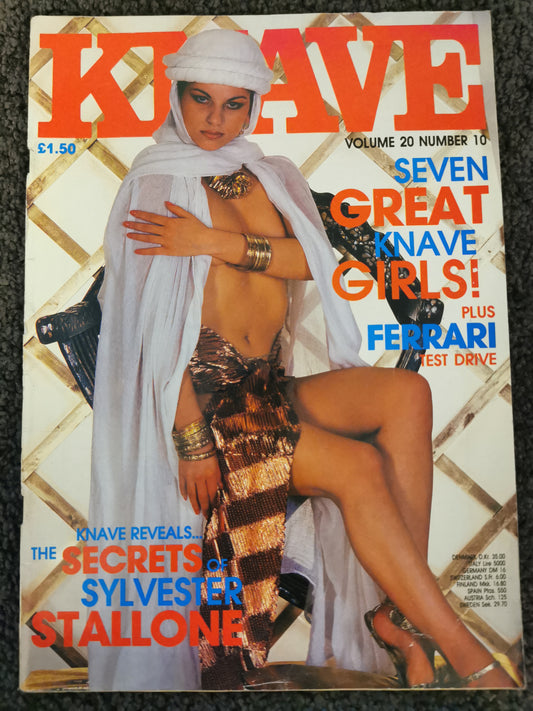 KNAVE
£1.50
VOLUME 20 NUMBER 10
SEVEN
GREAT
KNAVE
GIRLS!
PLUS
FERRARI
TEST DRIVE
KNAVE REVEALS...
THE SECRETS OF
SYLVESTER
STALLONE
DENMARK D.Kr. 35.00
ITALY Lire 5000
GERMANY DM 16
SWITZERLAND S.fr. 6.00
FINLAND Mkk. 16.80
SPAIN Ptas. 550
AUSTRIA Sch. 125
SWEDEN See. 29.70